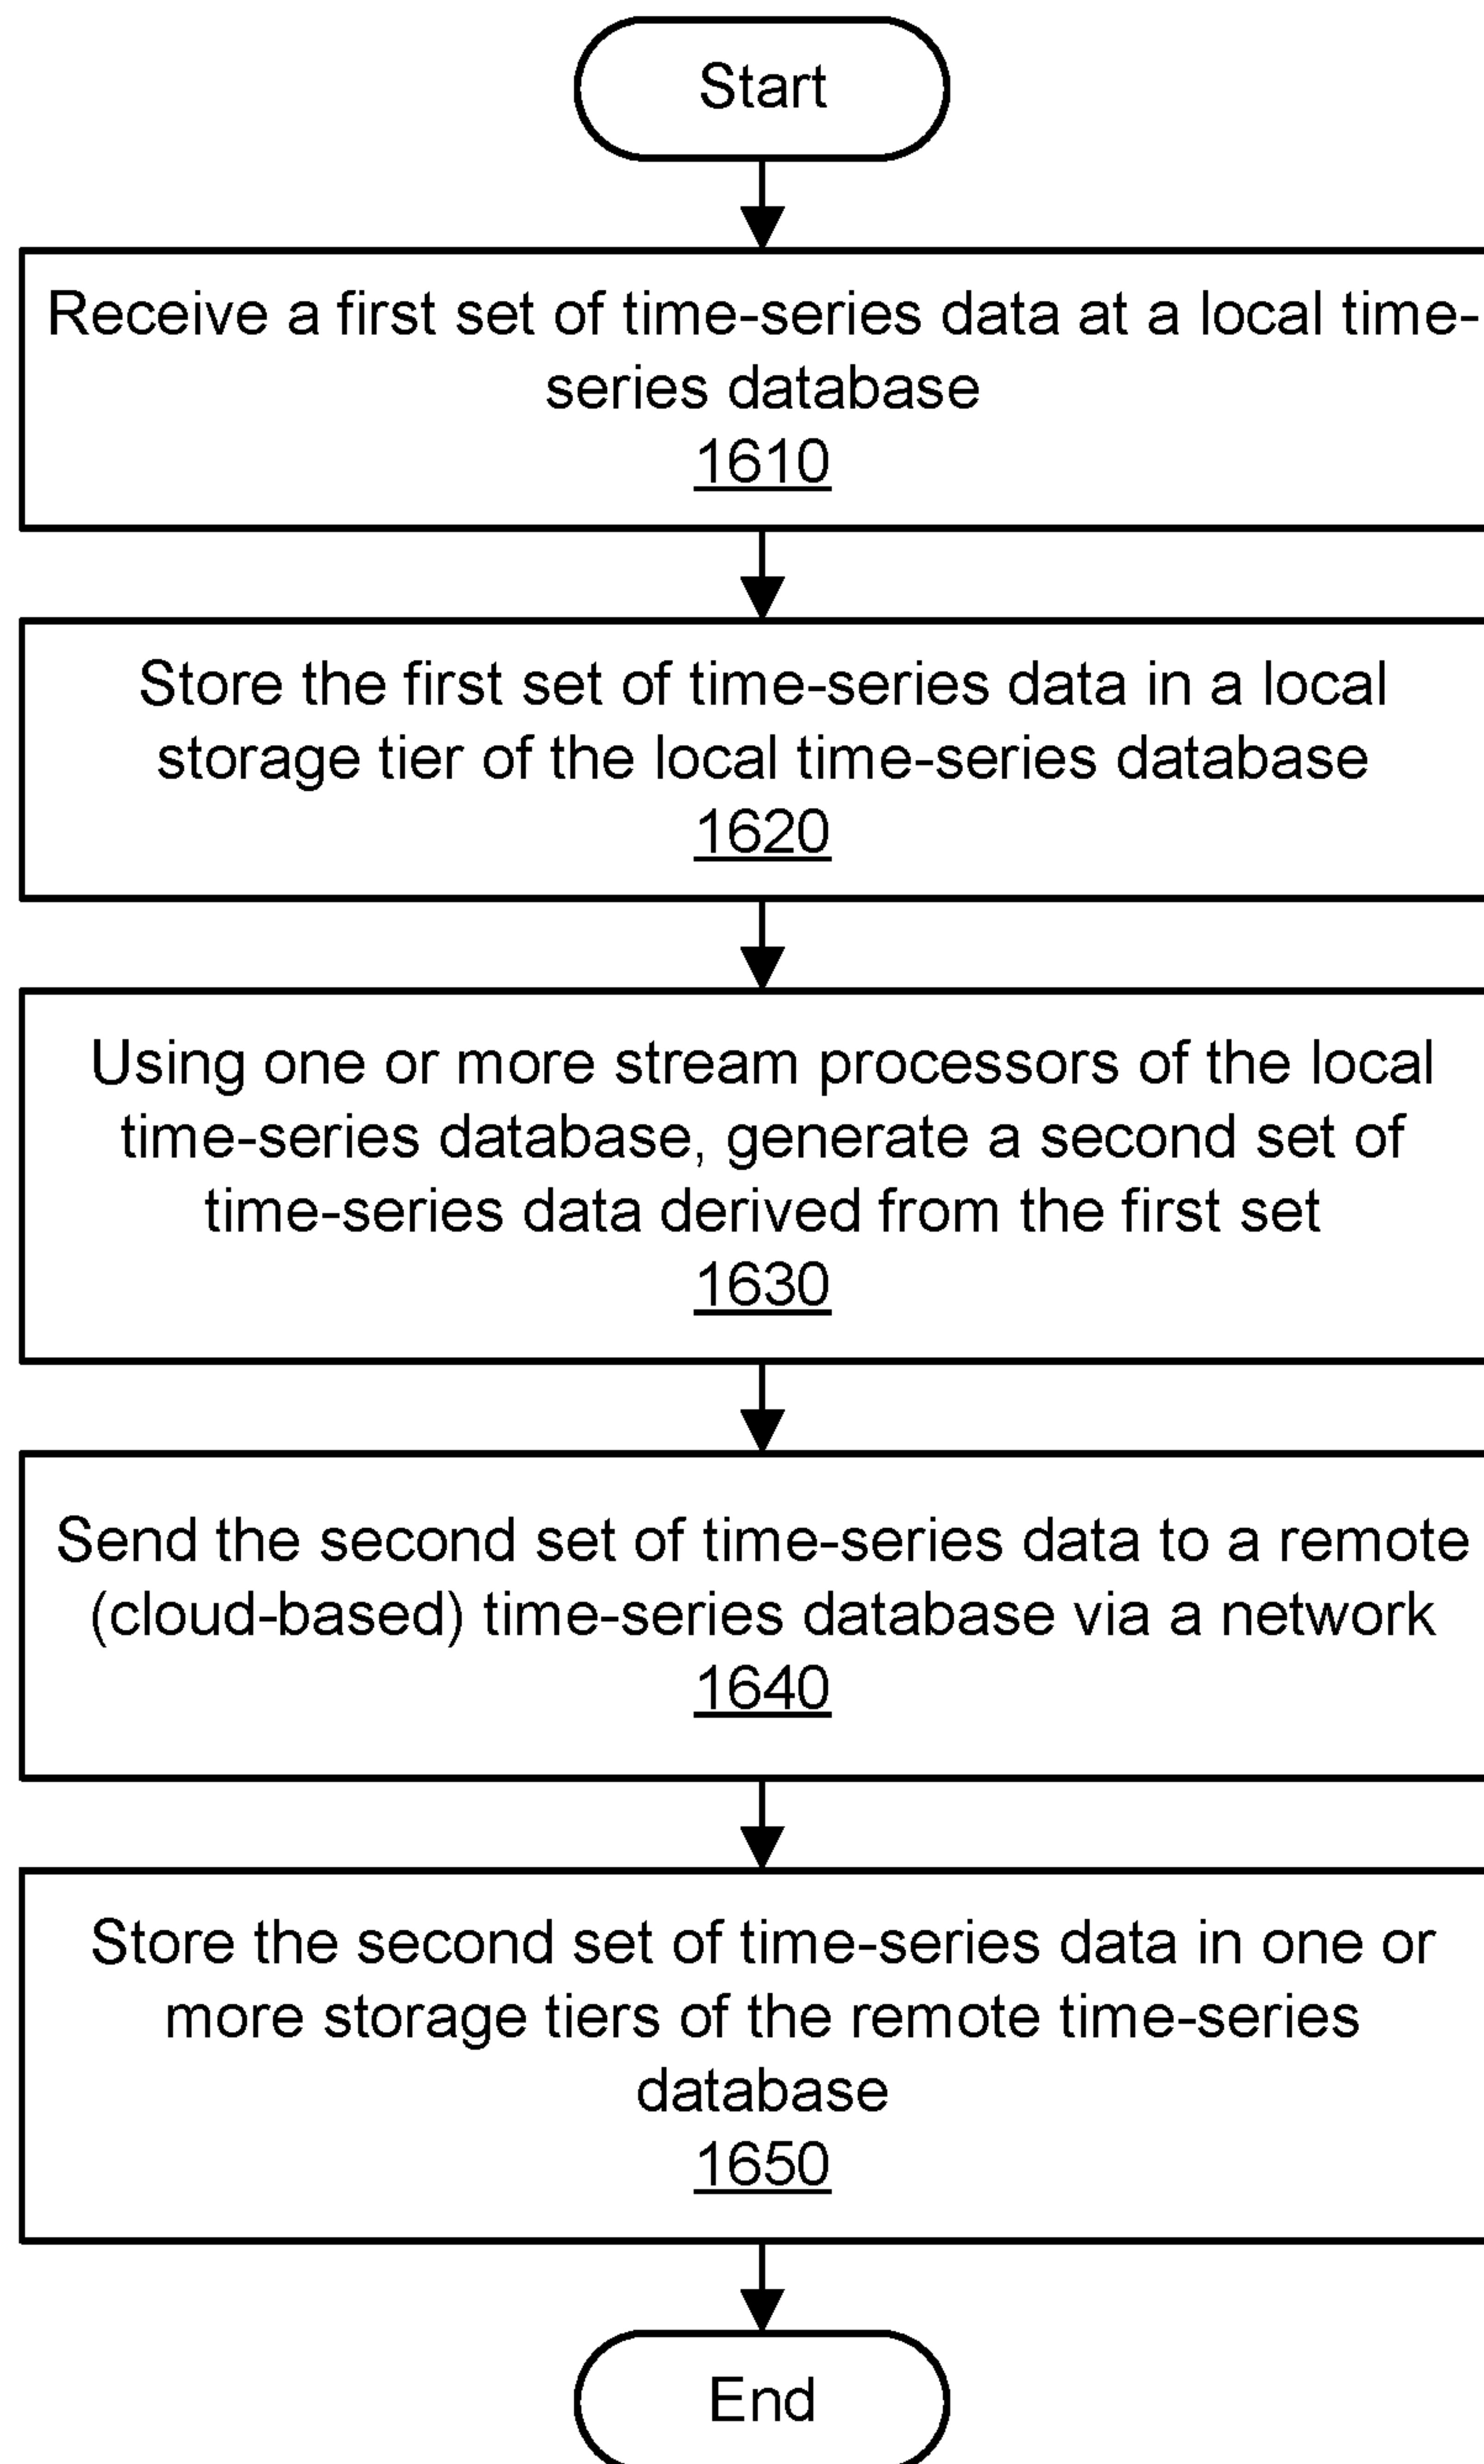 Start
Receive a first set of time-series data at a local time-
series database
1610
Store the first set of time-series data in a local
storage tier of the local time-series database
1620
Using one or more stream processors of the local
time-series database, generate a second set of
time-series data derived from the first set
1630
Send the second set of time-series data to a remote
(cloud-based) time-series database via a network
1640
Store the second set of time-series data in one or
more storage tiers of the remote time-series
database
1650
End